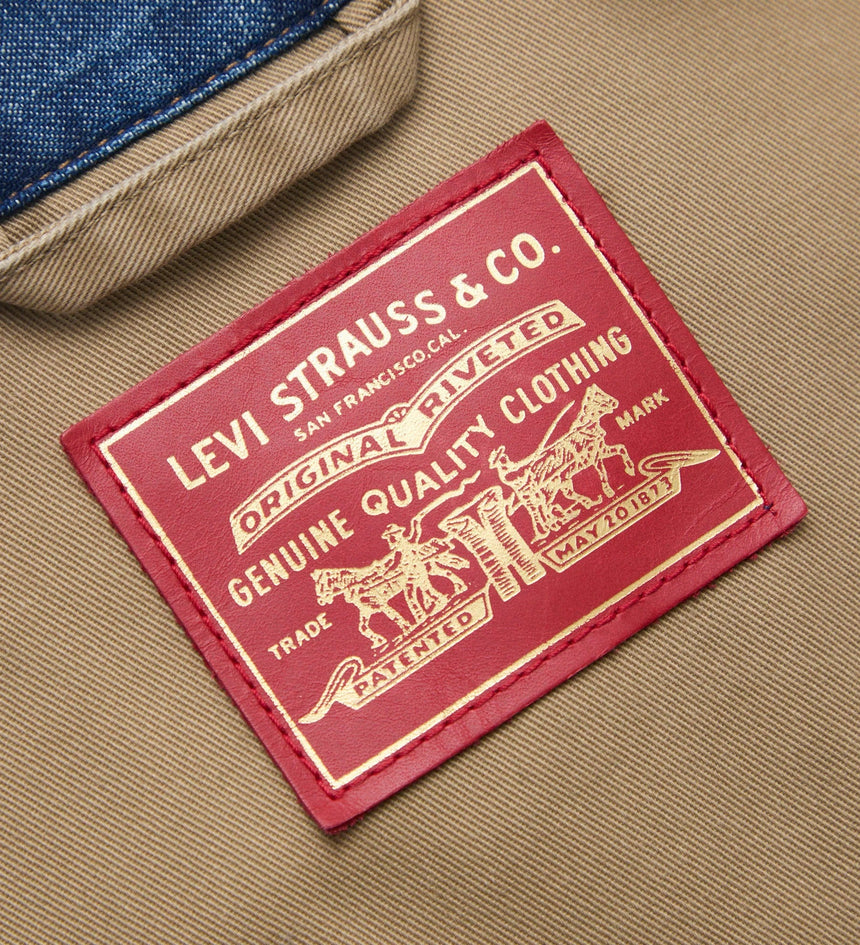 LEVI STRAUSS & CO.
SAN FRANCISCO, CAL.
ORIGINAL RIVETED
GENUINE QUALITY CLOTHING
TRADE MARK
PATENTED MAY 20 1873